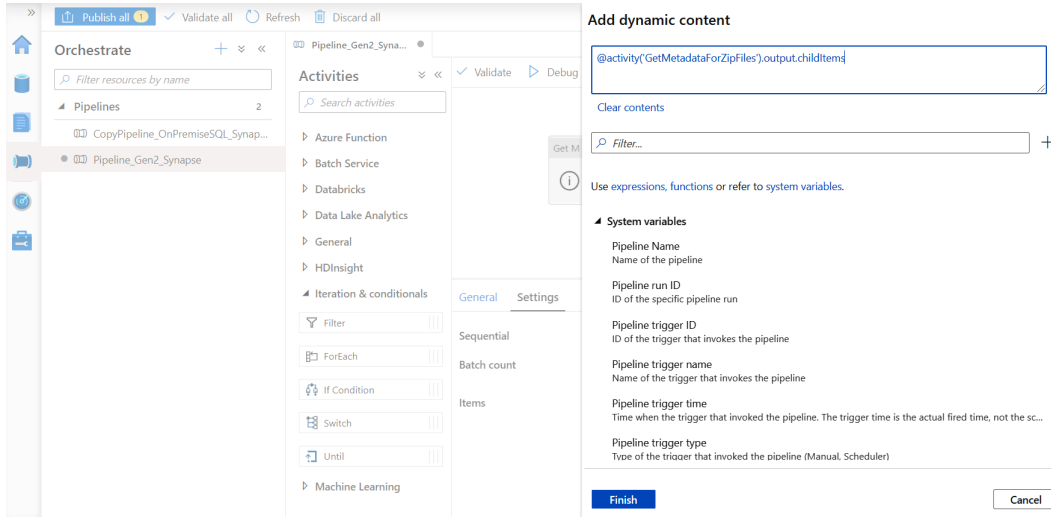 Publish all 1
Validate all
Refresh
Discard all
Orchestrate
Filter resources by name
Pipelines
2
CopyPipeline_OnPremiseSQL_Synap...
Pipeline_Gen2_Synapse
Pipeline_Gen2_Syna...
Activities
Search activities
Azure Function
Batch Service
Databricks
Data Lake Analytics
General
HDInsight
Iteration & conditionals
Filter
ForEach
If Condition
Switch
Until
Machine Learning
Validate
Debug
Get M
General
Settings
Sequential
Batch count
Items
Add dynamic content
@activity('GetMetadataForZipFiles').output.childItems
Clear contents
Filter...
Use expressions, functions or refer to system variables.
System variables
Pipeline Name
Name of the pipeline
Pipeline run ID
ID of the specific pipeline run
Pipeline trigger ID
ID of the trigger that invokes the pipeline
Pipeline trigger name
Name of the trigger that invokes the pipeline
Pipeline trigger time
Time when the trigger that invoked the pipeline. The trigger time is the actual fired time, not the sc...
Pipeline trigger type
Type of the trigger that invoked the pipeline (Manual, Scheduler)
Finish
Cancel